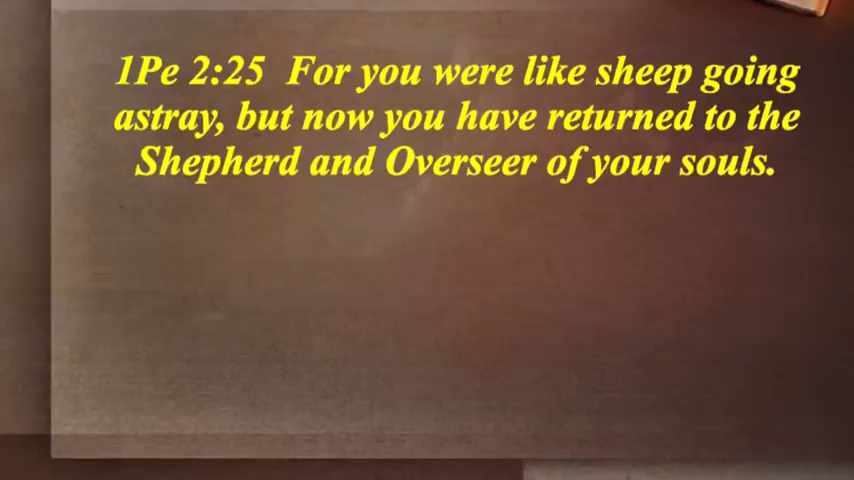 1Pe 2:25 For you were like sheep going
astray, but now you have returned to the
Shepherd and Overseer of your souls.